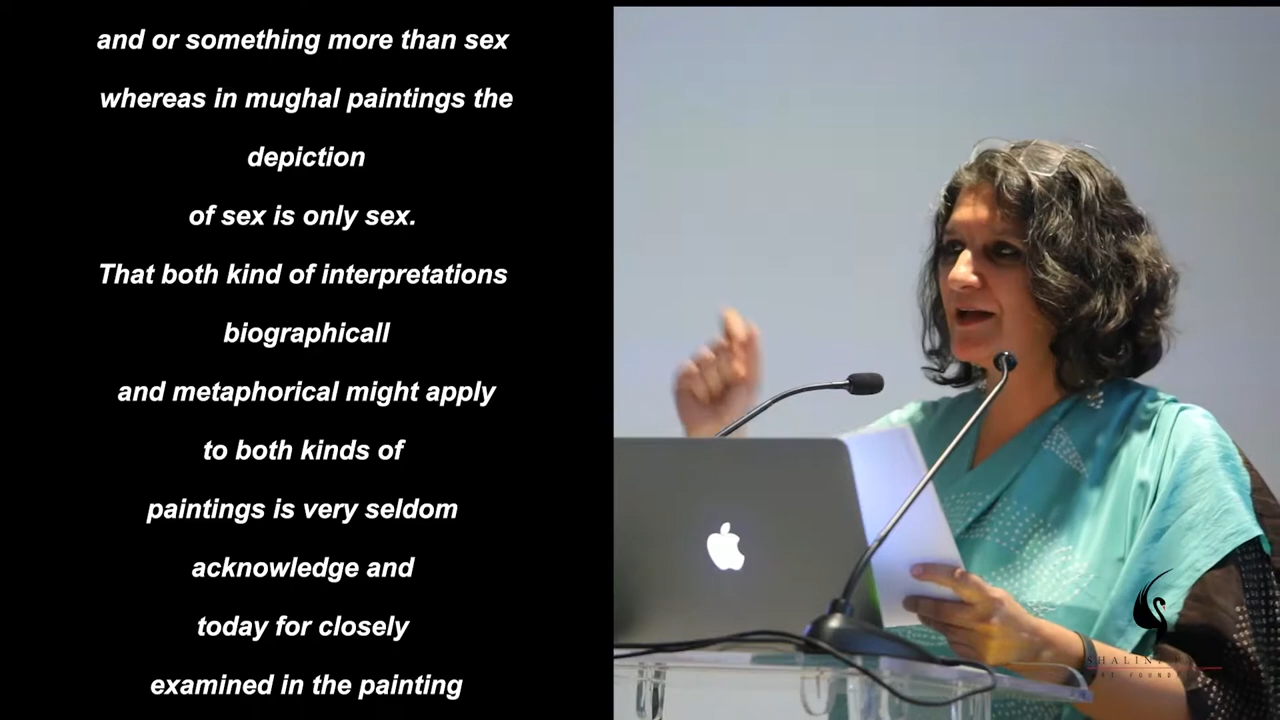 and or something more than sex
whereas in mughal paintings the
depiction
of sex is only sex.
That both kind of interpretations
biographicall
and metaphorical might apply
to both kinds of
paintings is very seldom
acknowledge and
today for closely
examined in the painting
SHALINI